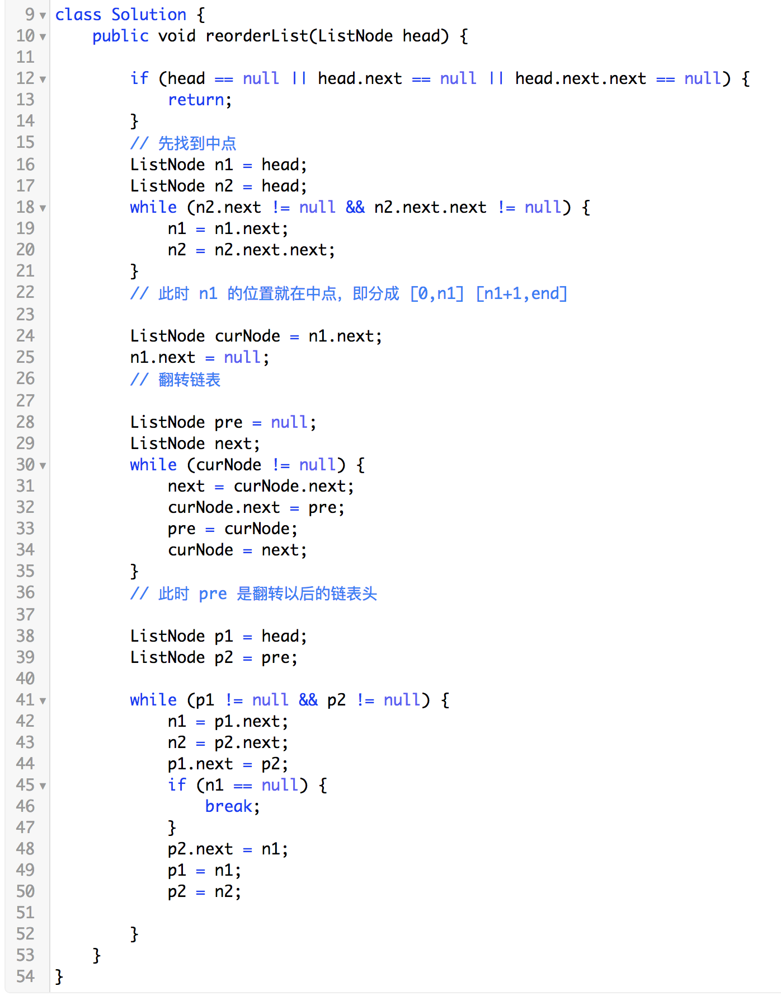 9 class Solution {
10     public void reorderList(ListNode head) {
11
12         if (head == null || head.next == null || head.next.next == null) {
13             return;
14         }
15         // 先找到中点
16         ListNode n1 = head;
17         ListNode n2 = head;
18         while (n2.next != null && n2.next.next != null) {
19             n1 = n1.next;
20             n2 = n2.next.next;
21         }
22         // 此时 n1 的位置就在中点，即分成 [0,n1] [n1+1,end]
23
24         ListNode curNode = n1.next;
25         n1.next = null;
26         // 翻转链表
27
28         ListNode pre = null;
29         ListNode next;
30         while (curNode != null) {
31             next = curNode.next;
32             curNode.next = pre;
33             pre = curNode;
34             curNode = next;
35         }
36         // 此时 pre 是翻转以后的链表头
37
38         ListNode p1 = head;
39         ListNode p2 = pre;
40
41         while (p1 != null && p2 != null) {
42             n1 = p1.next;
43             n2 = p2.next;
44             p1.next = p2;
45             if (n1 == null) {
46                 break;
47             }
48             p2.next = n1;
49             p1 = n1;
50             p2 = n2;
51
52         }
53     }
54 }